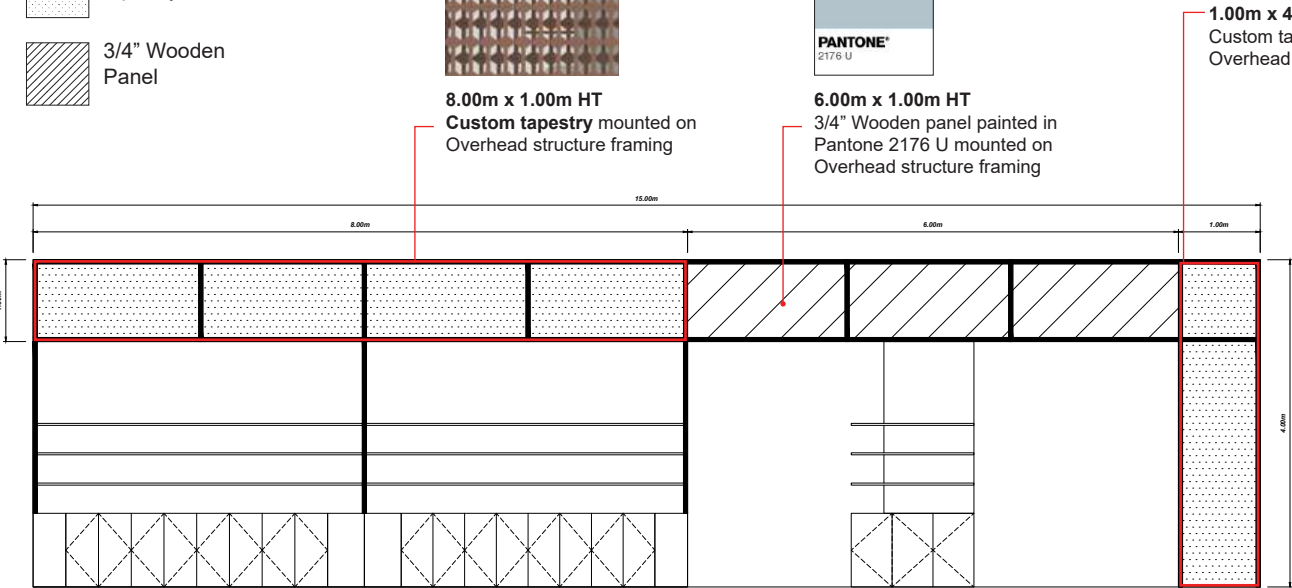 3/4” Wooden
Panel
PANTONE®
2176 U
8.00m x 1.00m HT
Custom tapestry mounted on
Overhead structure framing
6.00m x 1.00m HT
3/4” Wooden panel painted in
Pantone 2176 U mounted on
Overhead structure framing
1.00m x 4
Custom ta
Overhead
15.00m
8.00m
6.00m
1.00m
4.00m